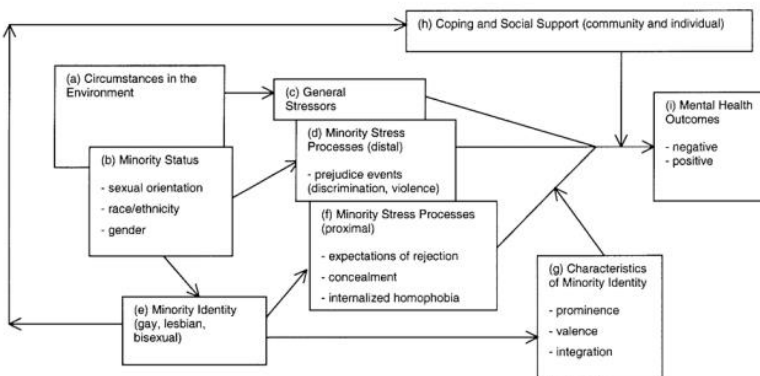 (h) Coping and Social Support (community and individual)
(a) Circumstances in the
Environment
(c) General
Stressors
(i) Mental Health
Outcomes
- negative
- positive
(b) Minority Status
- sexual orientation
- race/ethnicity
- gender
(d) Minority Stress
Processes (distal)
- prejudice events
(discrimination, violence)
(f) Minority Stress Processes
(proximal)
- expectations of rejection
- concealment
- internalized homophobia
(g) Characteristics
of Minority Identity
- prominence
- valence
- integration
(e) Minority Identity
(gay, lesbian,
bisexual)